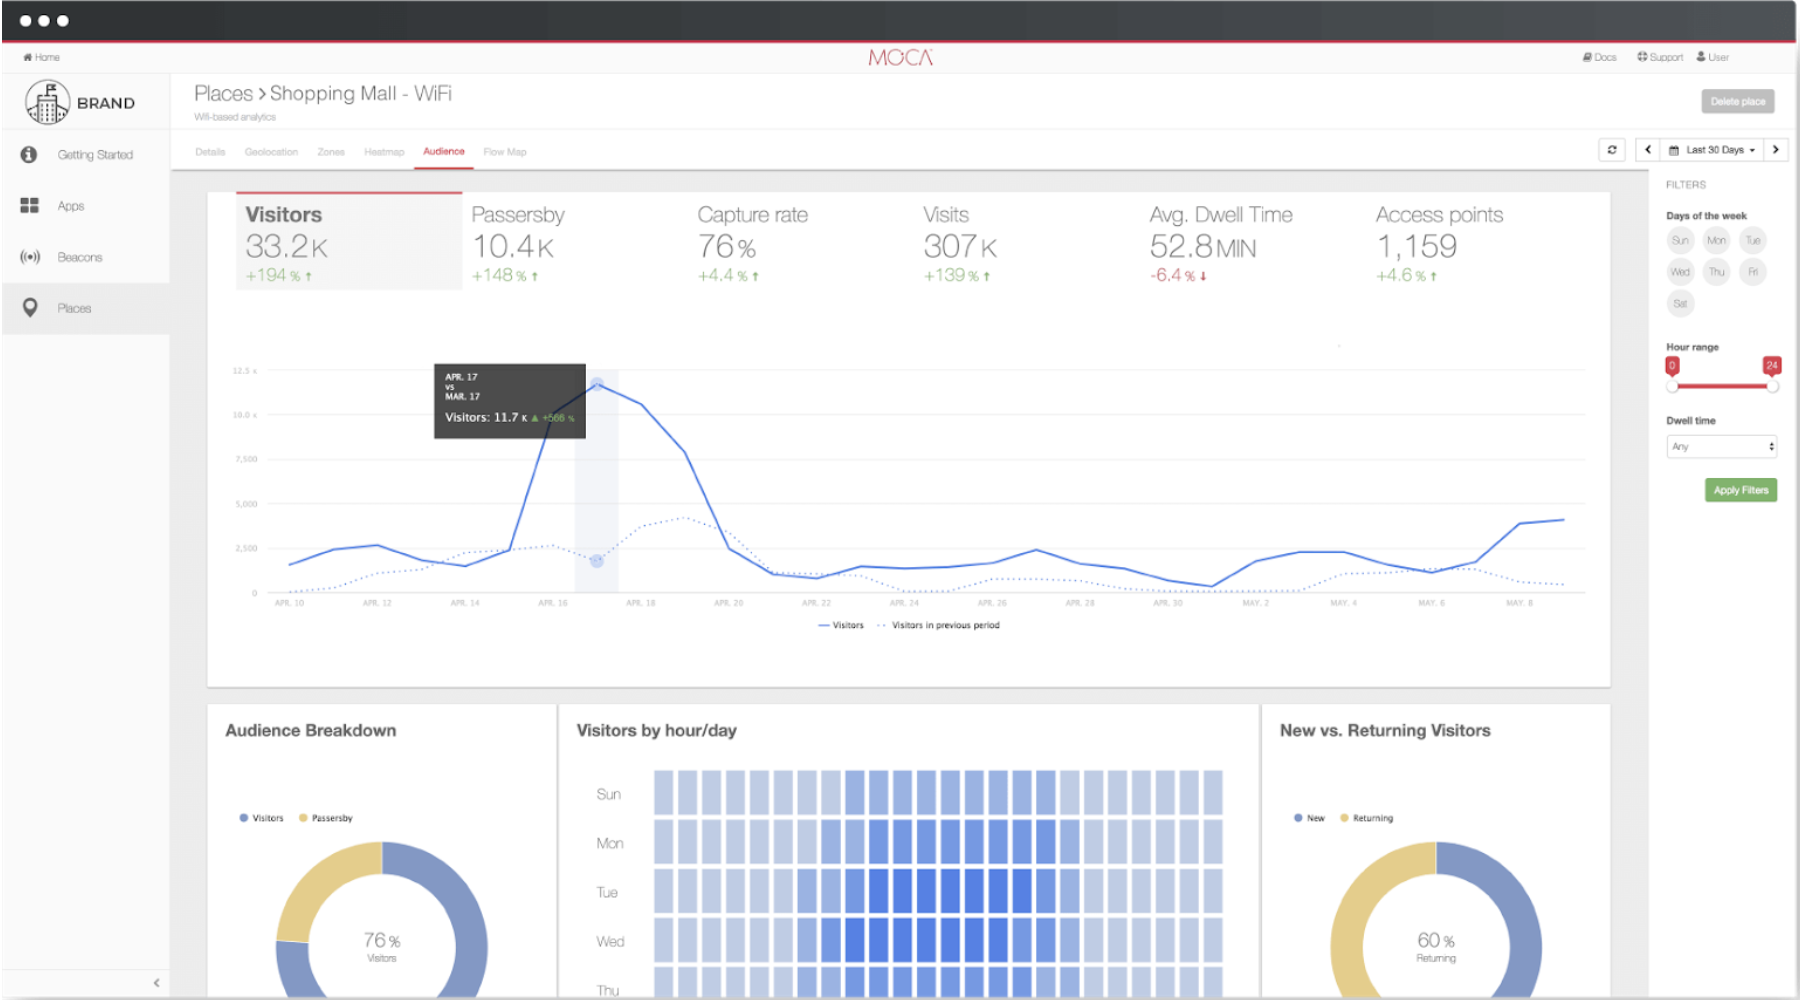 Home
MOCA
Docs
Support
User
BRAND
Places > Shopping Mall - WiFi
Wifi-based analytics
Delete place
Getting Started
Apps
Beacons
Places
Details
Geolocation
Zones
Heatmap
Audience
Flow Map
Last 30 Days
Visitors
33.2K
+194 % ↑
Passersby
10.4K
+148 % ↑
Capture rate
76%
+4.4 % ↑
Visits
307K
+139 % ↑
Avg. Dwell Time
52.8MIN
-6.4 % ↓
Access points
1,159
+4.6 % ↑
12.5 K
10.0 K
7,500
5,000
2,500
0
APR. 17
vs
MAR. 17
Visitors: 11.7 K ▲ +566 %
APR. 10
APR. 12
APR. 14
APR. 16
APR. 18
APR. 20
APR. 22
APR. 24
APR. 26
APR. 28
APR. 30
MAY. 2
MAY. 4
MAY. 6
MAY. 8
Visitors
Visitors in previous period
FILTERS
Days of the week
Sun
Mon
Tue
Wed
Thu
Fri
Sat
Hour range
0
24
Dwell time
Any
Apply Filters
Audience Breakdown
Visitors
Passersby
76 %
Visitors
Visitors by hour/day
Sun
Mon
Tue
Wed
Thu
New vs. Returning Visitors
New
Returning
60 %
Returning